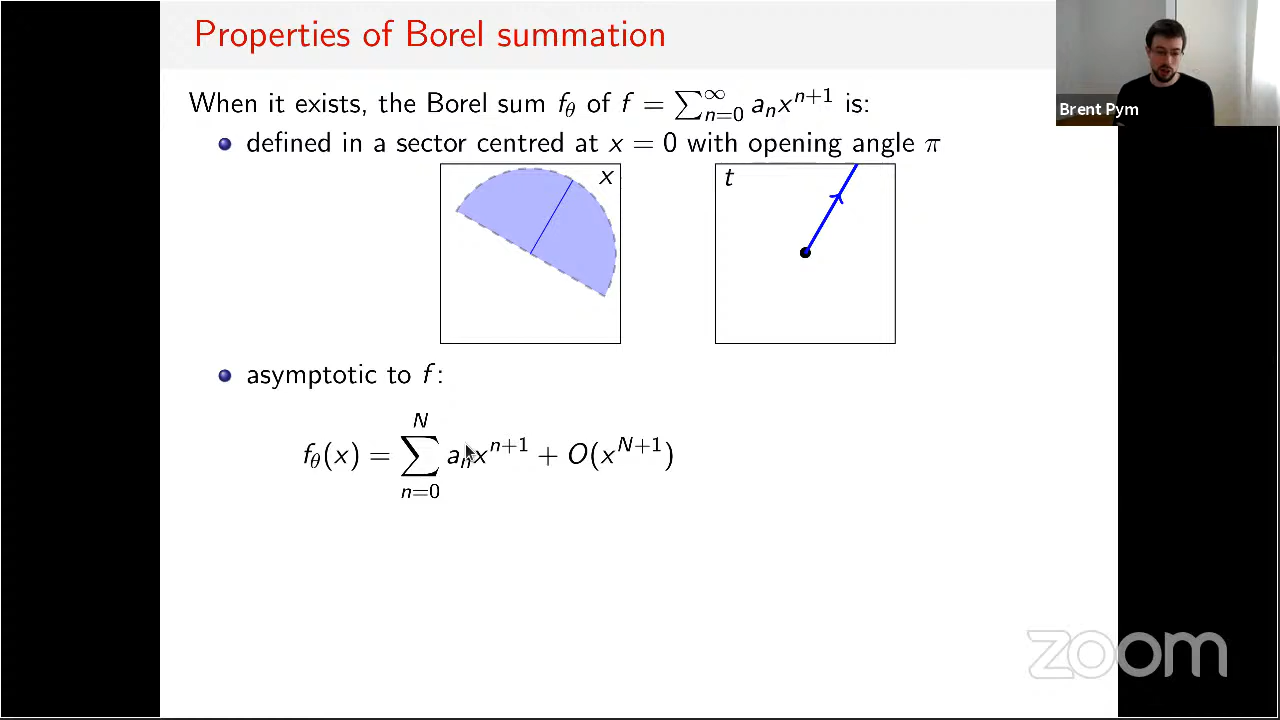 Properties of Borel summation
Brent Pym
When it exists, the Borel sum f_θ of f = ∑_{n=0}^{∞} a_n x^{n+1} is:
defined in a sector centred at x = 0 with opening angle π
x
t
asymptotic to f:
f_θ(x) = ∑_{n=0}^{N} a_n x^{n+1} + O(x^{N+1})
zoom